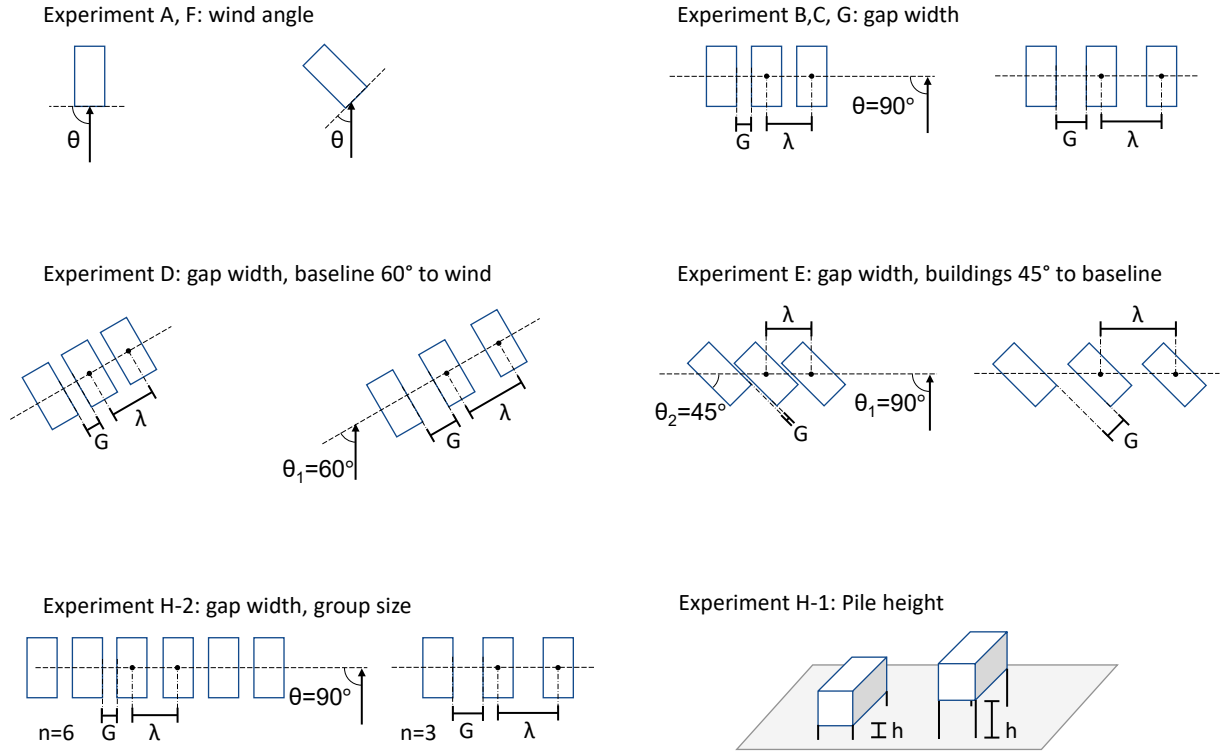 Experiment A, F: wind angle
θ
θ
Experiment B,C, G: gap width
θ=90°
G
λ
G
λ
Experiment D: gap width, baseline 60° to wind
G
λ
G
λ
θ₁=60°
Experiment E: gap width, buildings 45° to baseline
λ
θ₂=45°
θ₁=90°
G
λ
G
Experiment H-2: gap width, group size
θ=90°
n=6
G
λ
G
λ
n=3
Experiment H-1: Pile height
h
h